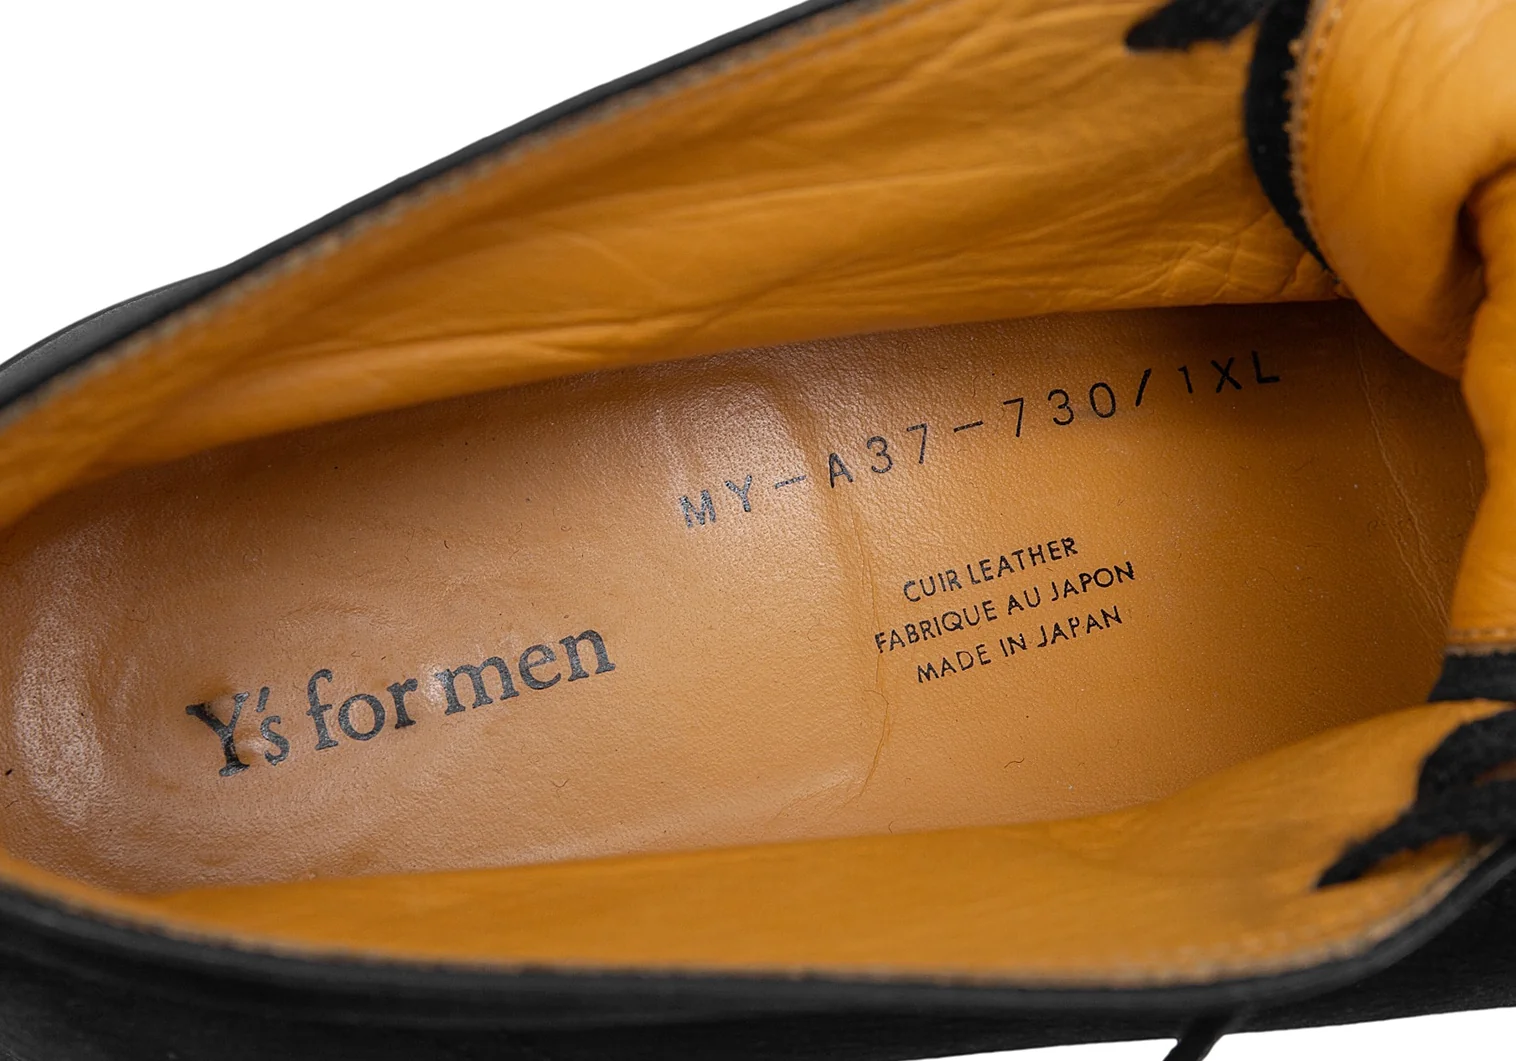 MY-A37-730/1XL
CUIR LEATHER
FABRIQUE AU JAPON
MADE IN JAPAN
Y's for men